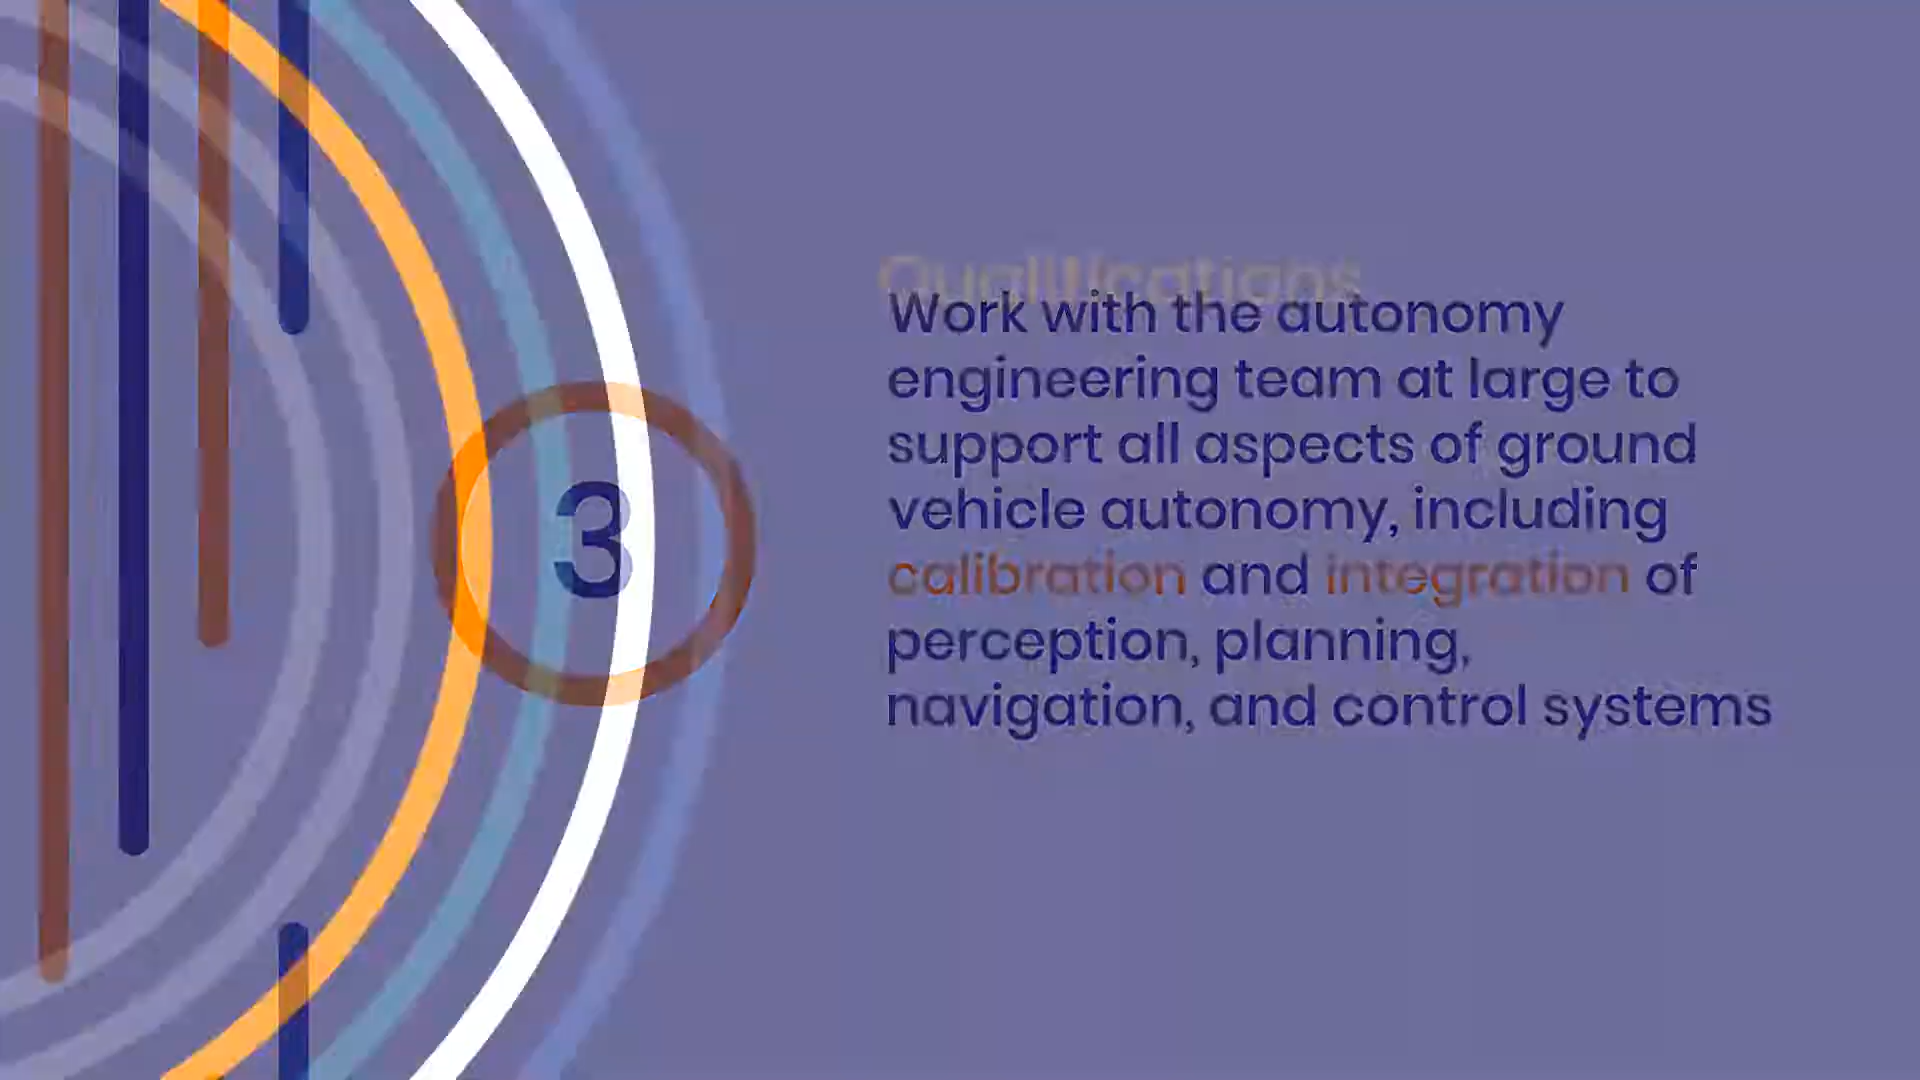 3
Qualifications
Work with the autonomy
engineering team at large to
support all aspects of ground
vehicle autonomy, including
calibration and integration of
perception, planning,
navigation, and control systems